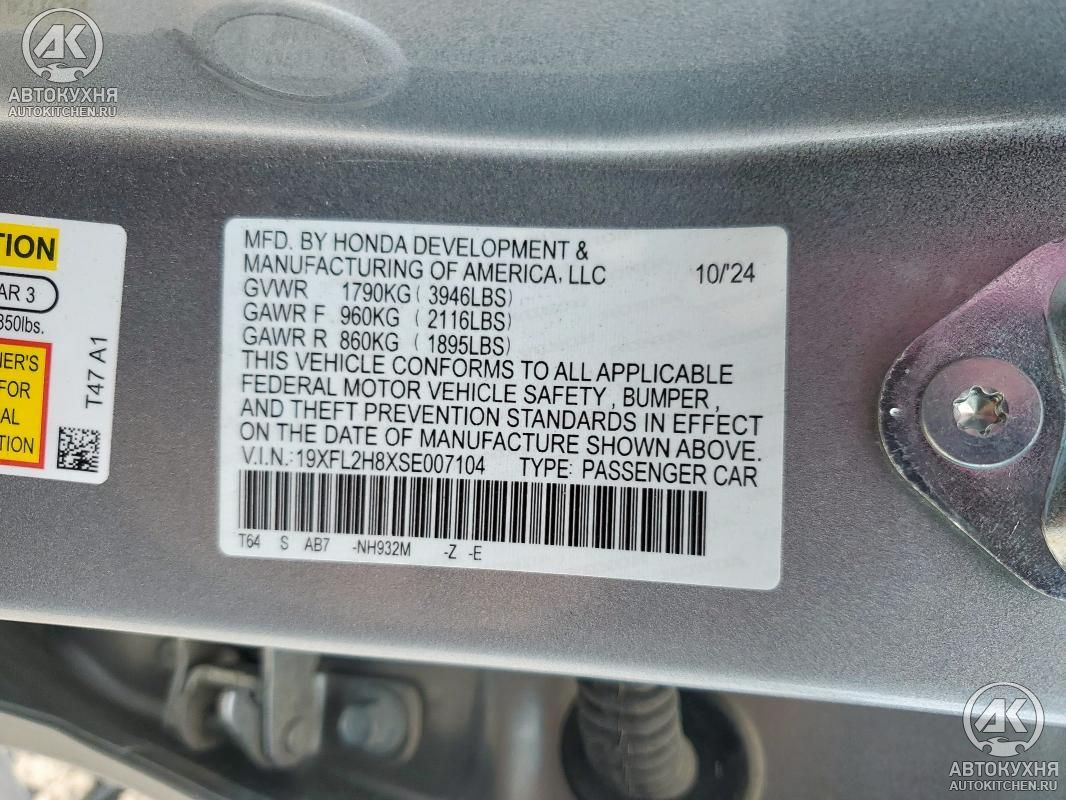 АК
АВТОКУХНЯ
AUTOKITCHEN.RU
TION
AR 3
350lbs.
NER'S
FOR
AL
TION
T47 A1
MFD. BY HONDA DEVELOPMENT &
MANUFACTURING OF AMERICA, LLC 10/'24
GVWR 1790KG ( 3946LBS)
GAWR F 960KG ( 2116LBS)
GAWR R 860KG ( 1895LBS)
THIS VEHICLE CONFORMS TO ALL APPLICABLE
FEDERAL MOTOR VEHICLE SAFETY , BUMPER ,
AND THEFT PREVENTION STANDARDS IN EFFECT
ON THE DATE OF MANUFACTURE SHOWN ABOVE.
V.I.N.:19XFL2H8XSE007104 TYPE: PASSENGER CAR
T64 S AB7 -NH932M -Z -E
АК
АВТОКУХНЯ
AUTOKITCHEN.RU